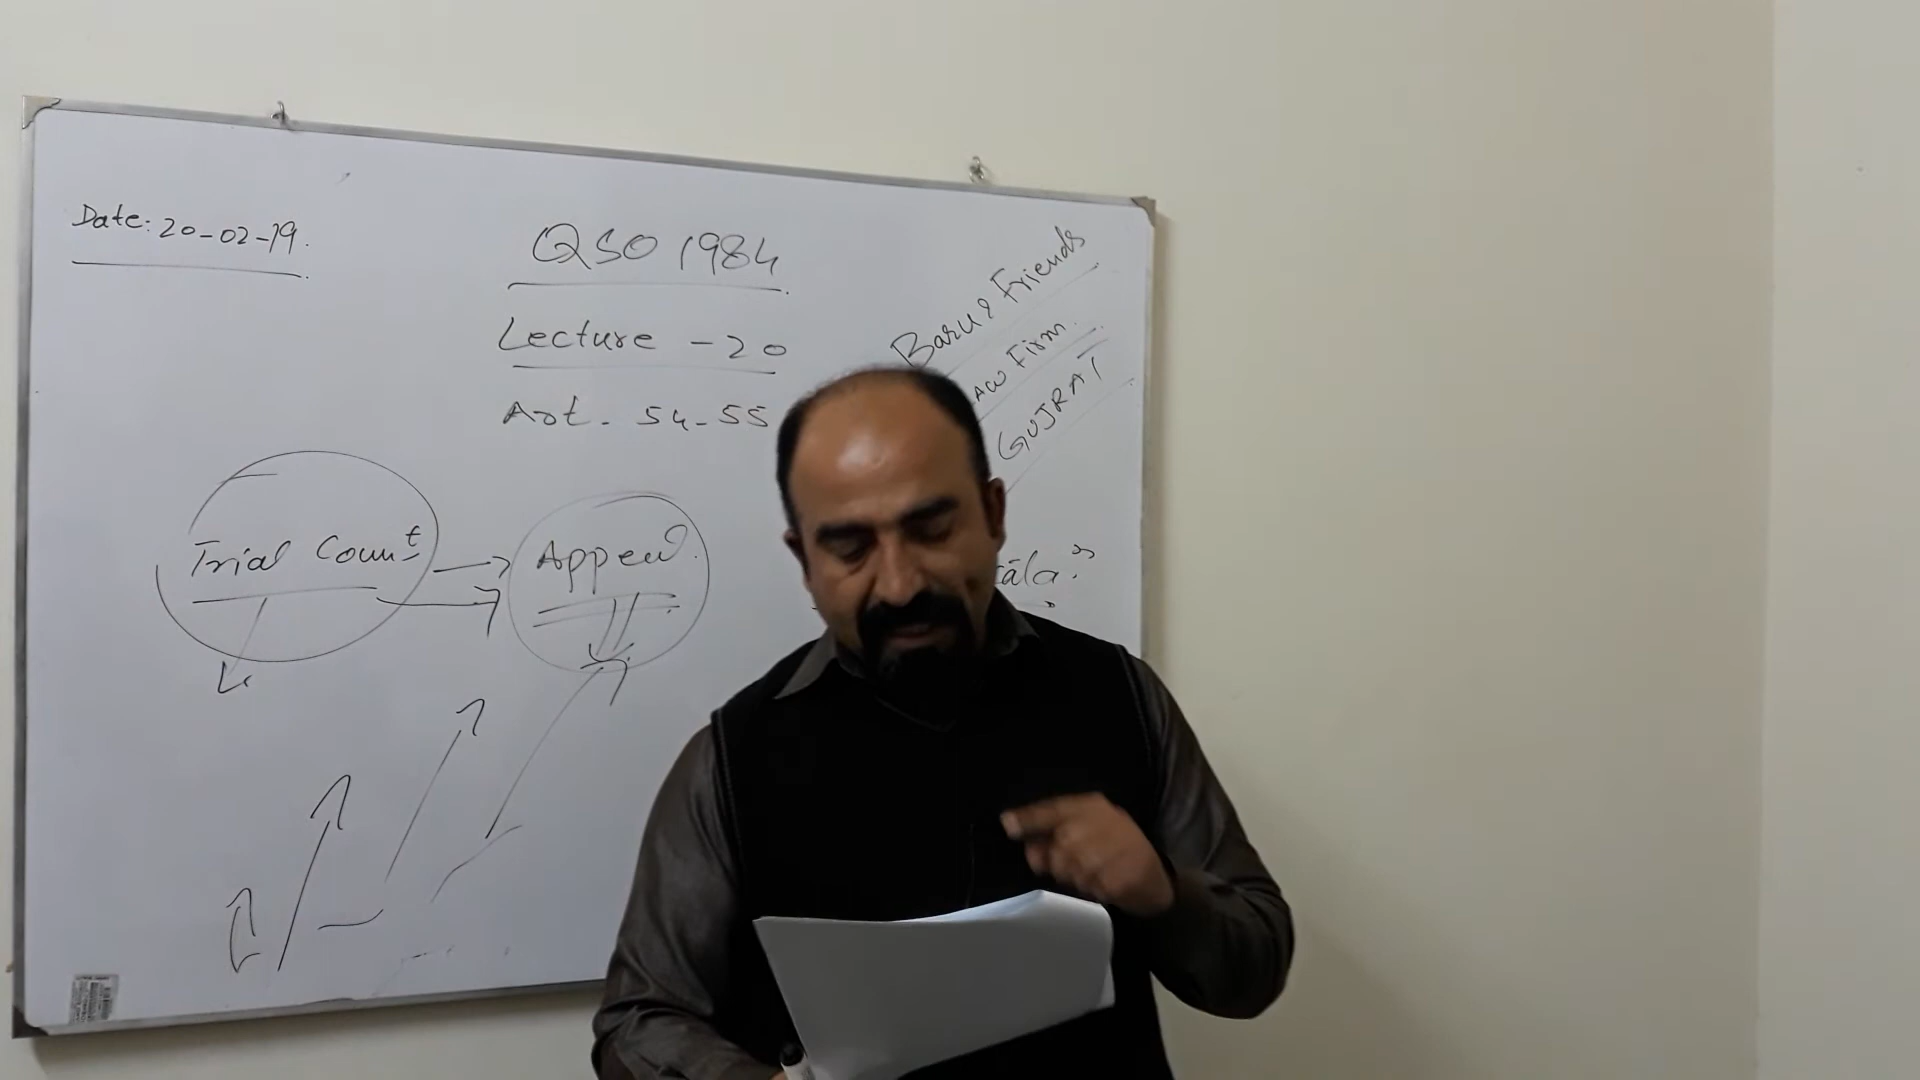 Date: 20-02-19.
QSO 1984
Lecture - 20
Art. 54-55
Baru & Friends
Law Firm.
GUJRAT
Trial Court
Appeal.